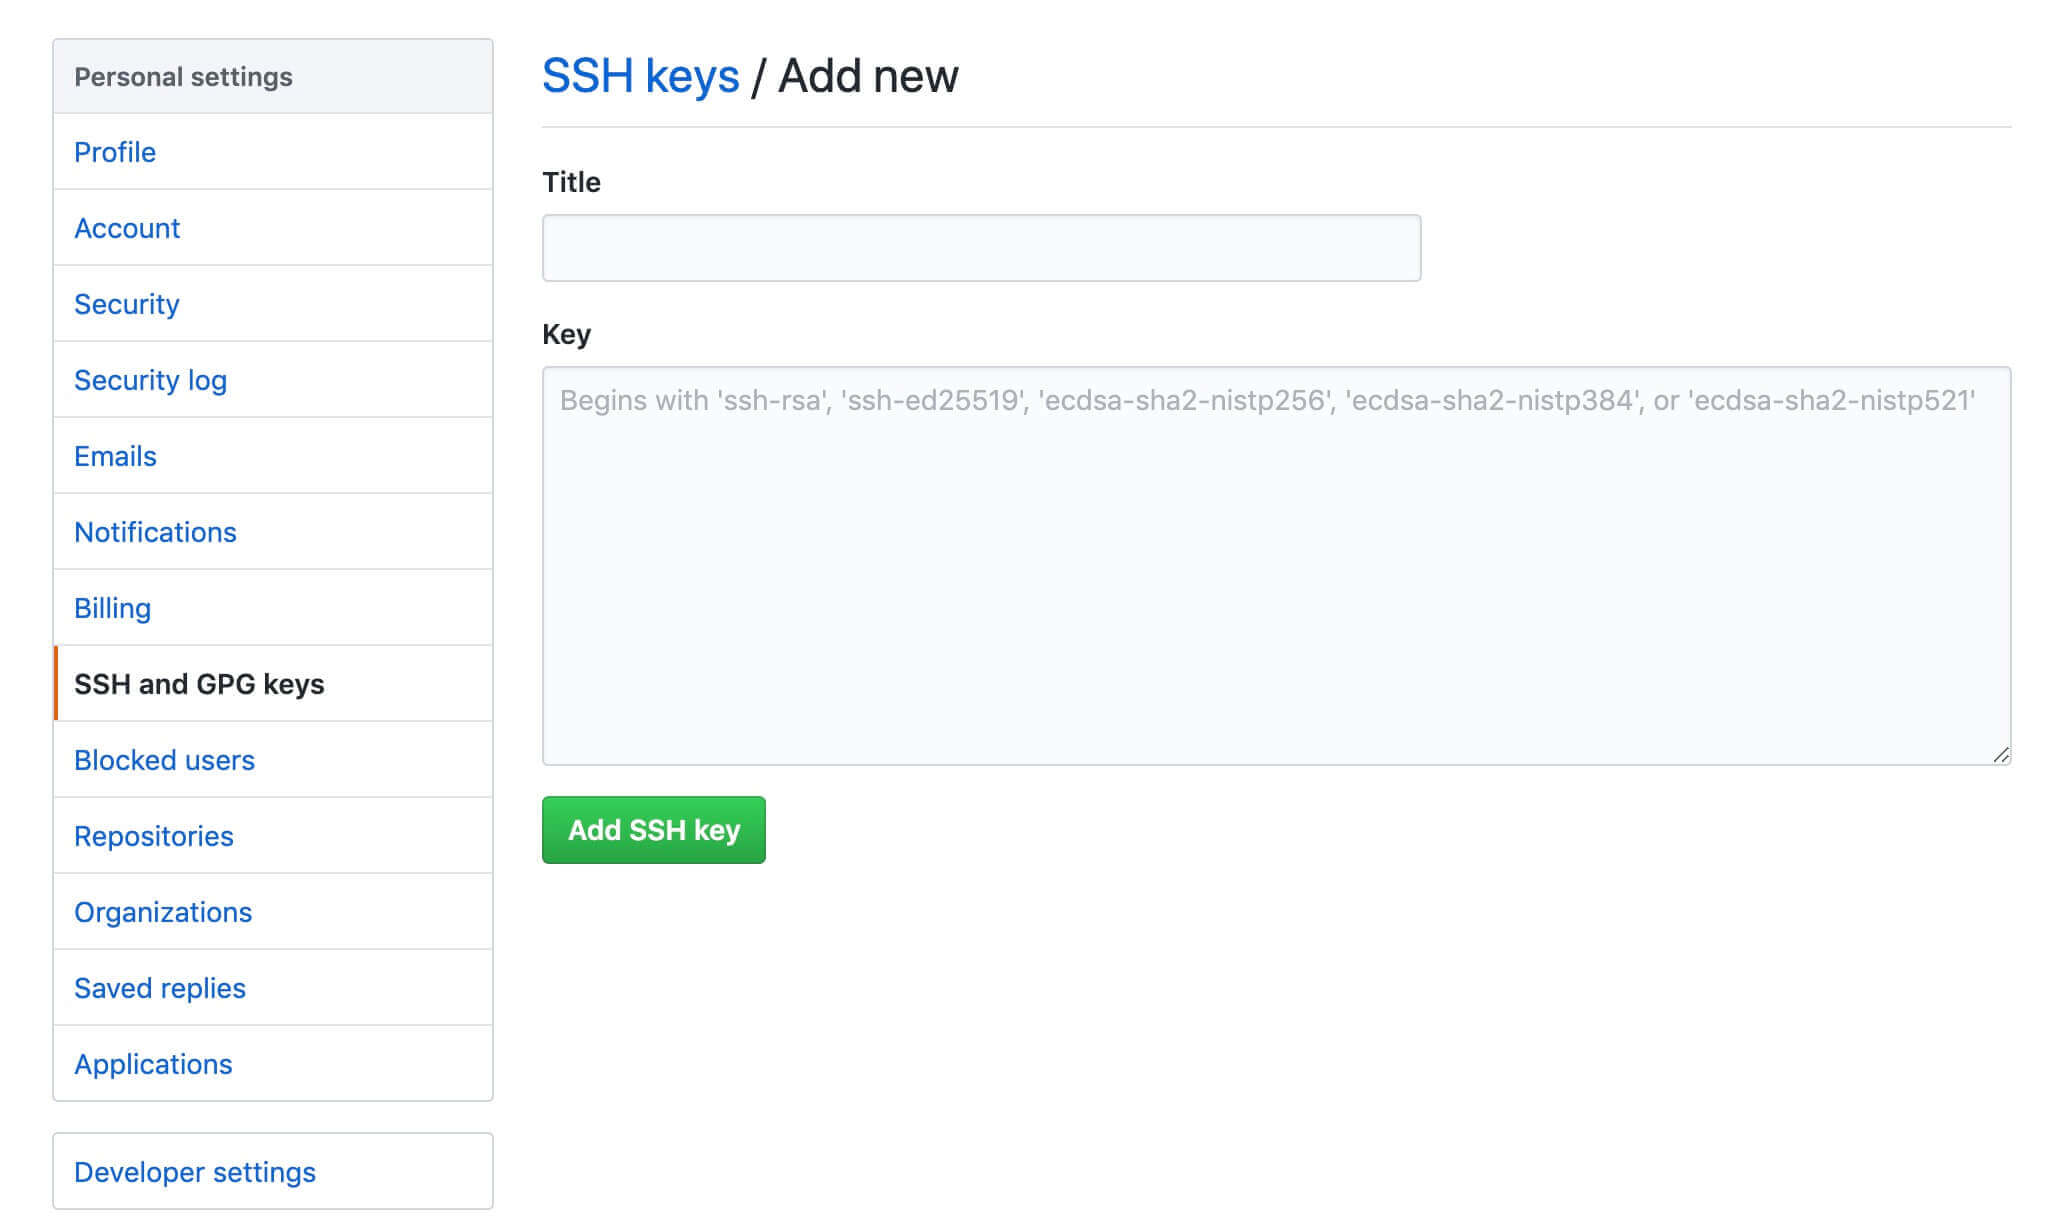 Personal settings
Profile
Account
Security
Security log
Emails
Notifications
Billing
SSH and GPG keys
Blocked users
Repositories
Organizations
Saved replies
Applications
Developer settings
SSH keys / Add new
Title
Key
Begins with 'ssh-rsa', 'ssh-ed25519', 'ecdsa-sha2-nistp256', 'ecdsa-sha2-nistp384', or 'ecdsa-sha2-nistp521'
Add SSH key